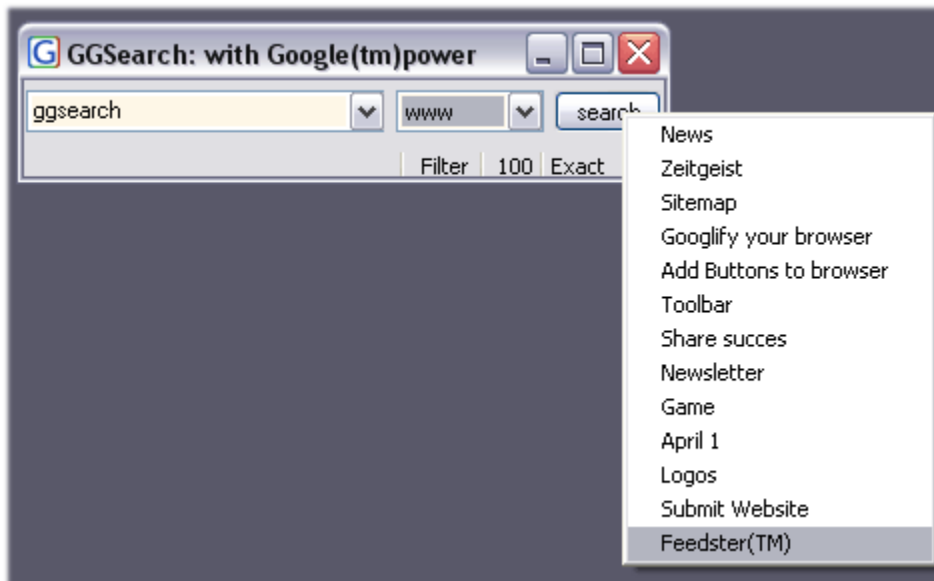 G GGSearch: with Google(tm)power
ggsearch www search
Filter 100 Exact
News
Zeitgeist
Sitemap
Googlify your browser
Add Buttons to browser
Toolbar
Share succes
Newsletter
Game
April 1
Logos
Submit Website
Feedster(TM)